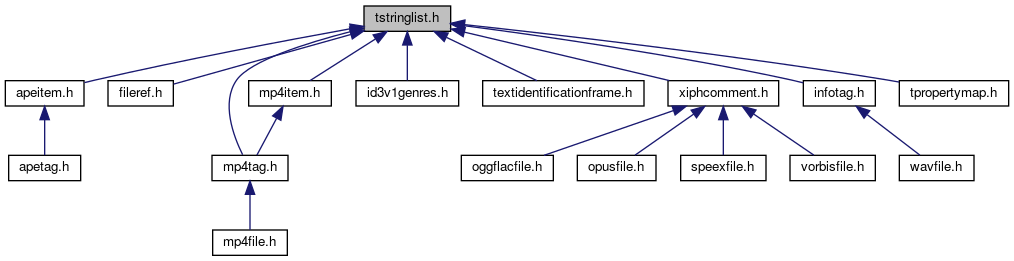 tstringlist.h
apeitem.h
fileref.h
mp4item.h
id3v1genres.h
textidentificationframe.h
xiphcomment.h
infotag.h
tpropertymap.h
apetag.h
mp4tag.h
oggflacfile.h
opusfile.h
speexfile.h
vorbisfile.h
wavfile.h
mp4file.h